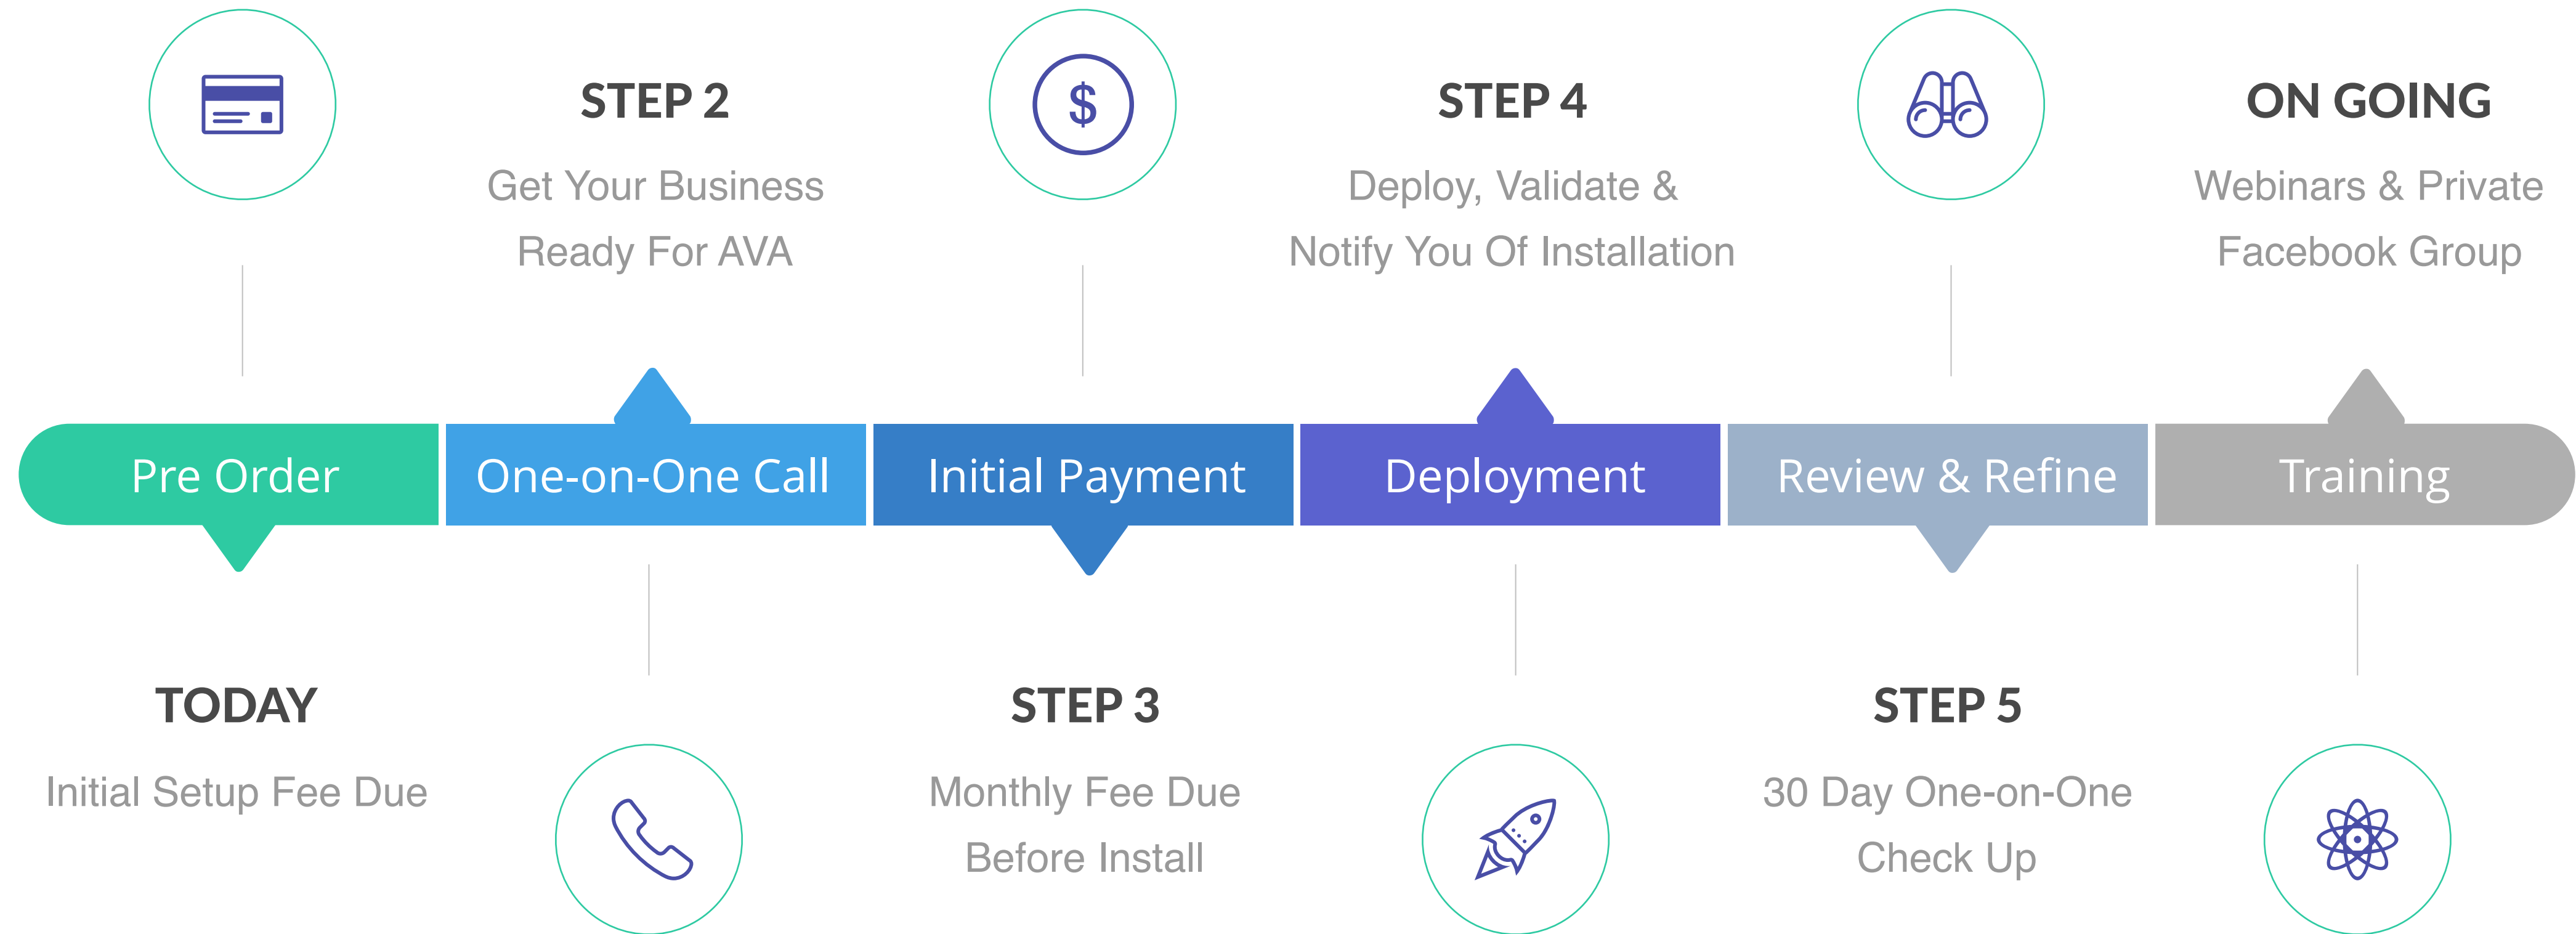 STEP 2
Get Your Business
Ready For AVA
$
STEP 4
Deploy, Validate &
Notify You Of Installation
ON GOING
Webinars & Private
Facebook Group
Pre Order
One-on-One Call
Initial Payment
Deployment
Review & Refine
Training
TODAY
Initial Setup Fee Due
STEP 3
Monthly Fee Due
Before Install
STEP 5
30 Day One-on-One
Check Up